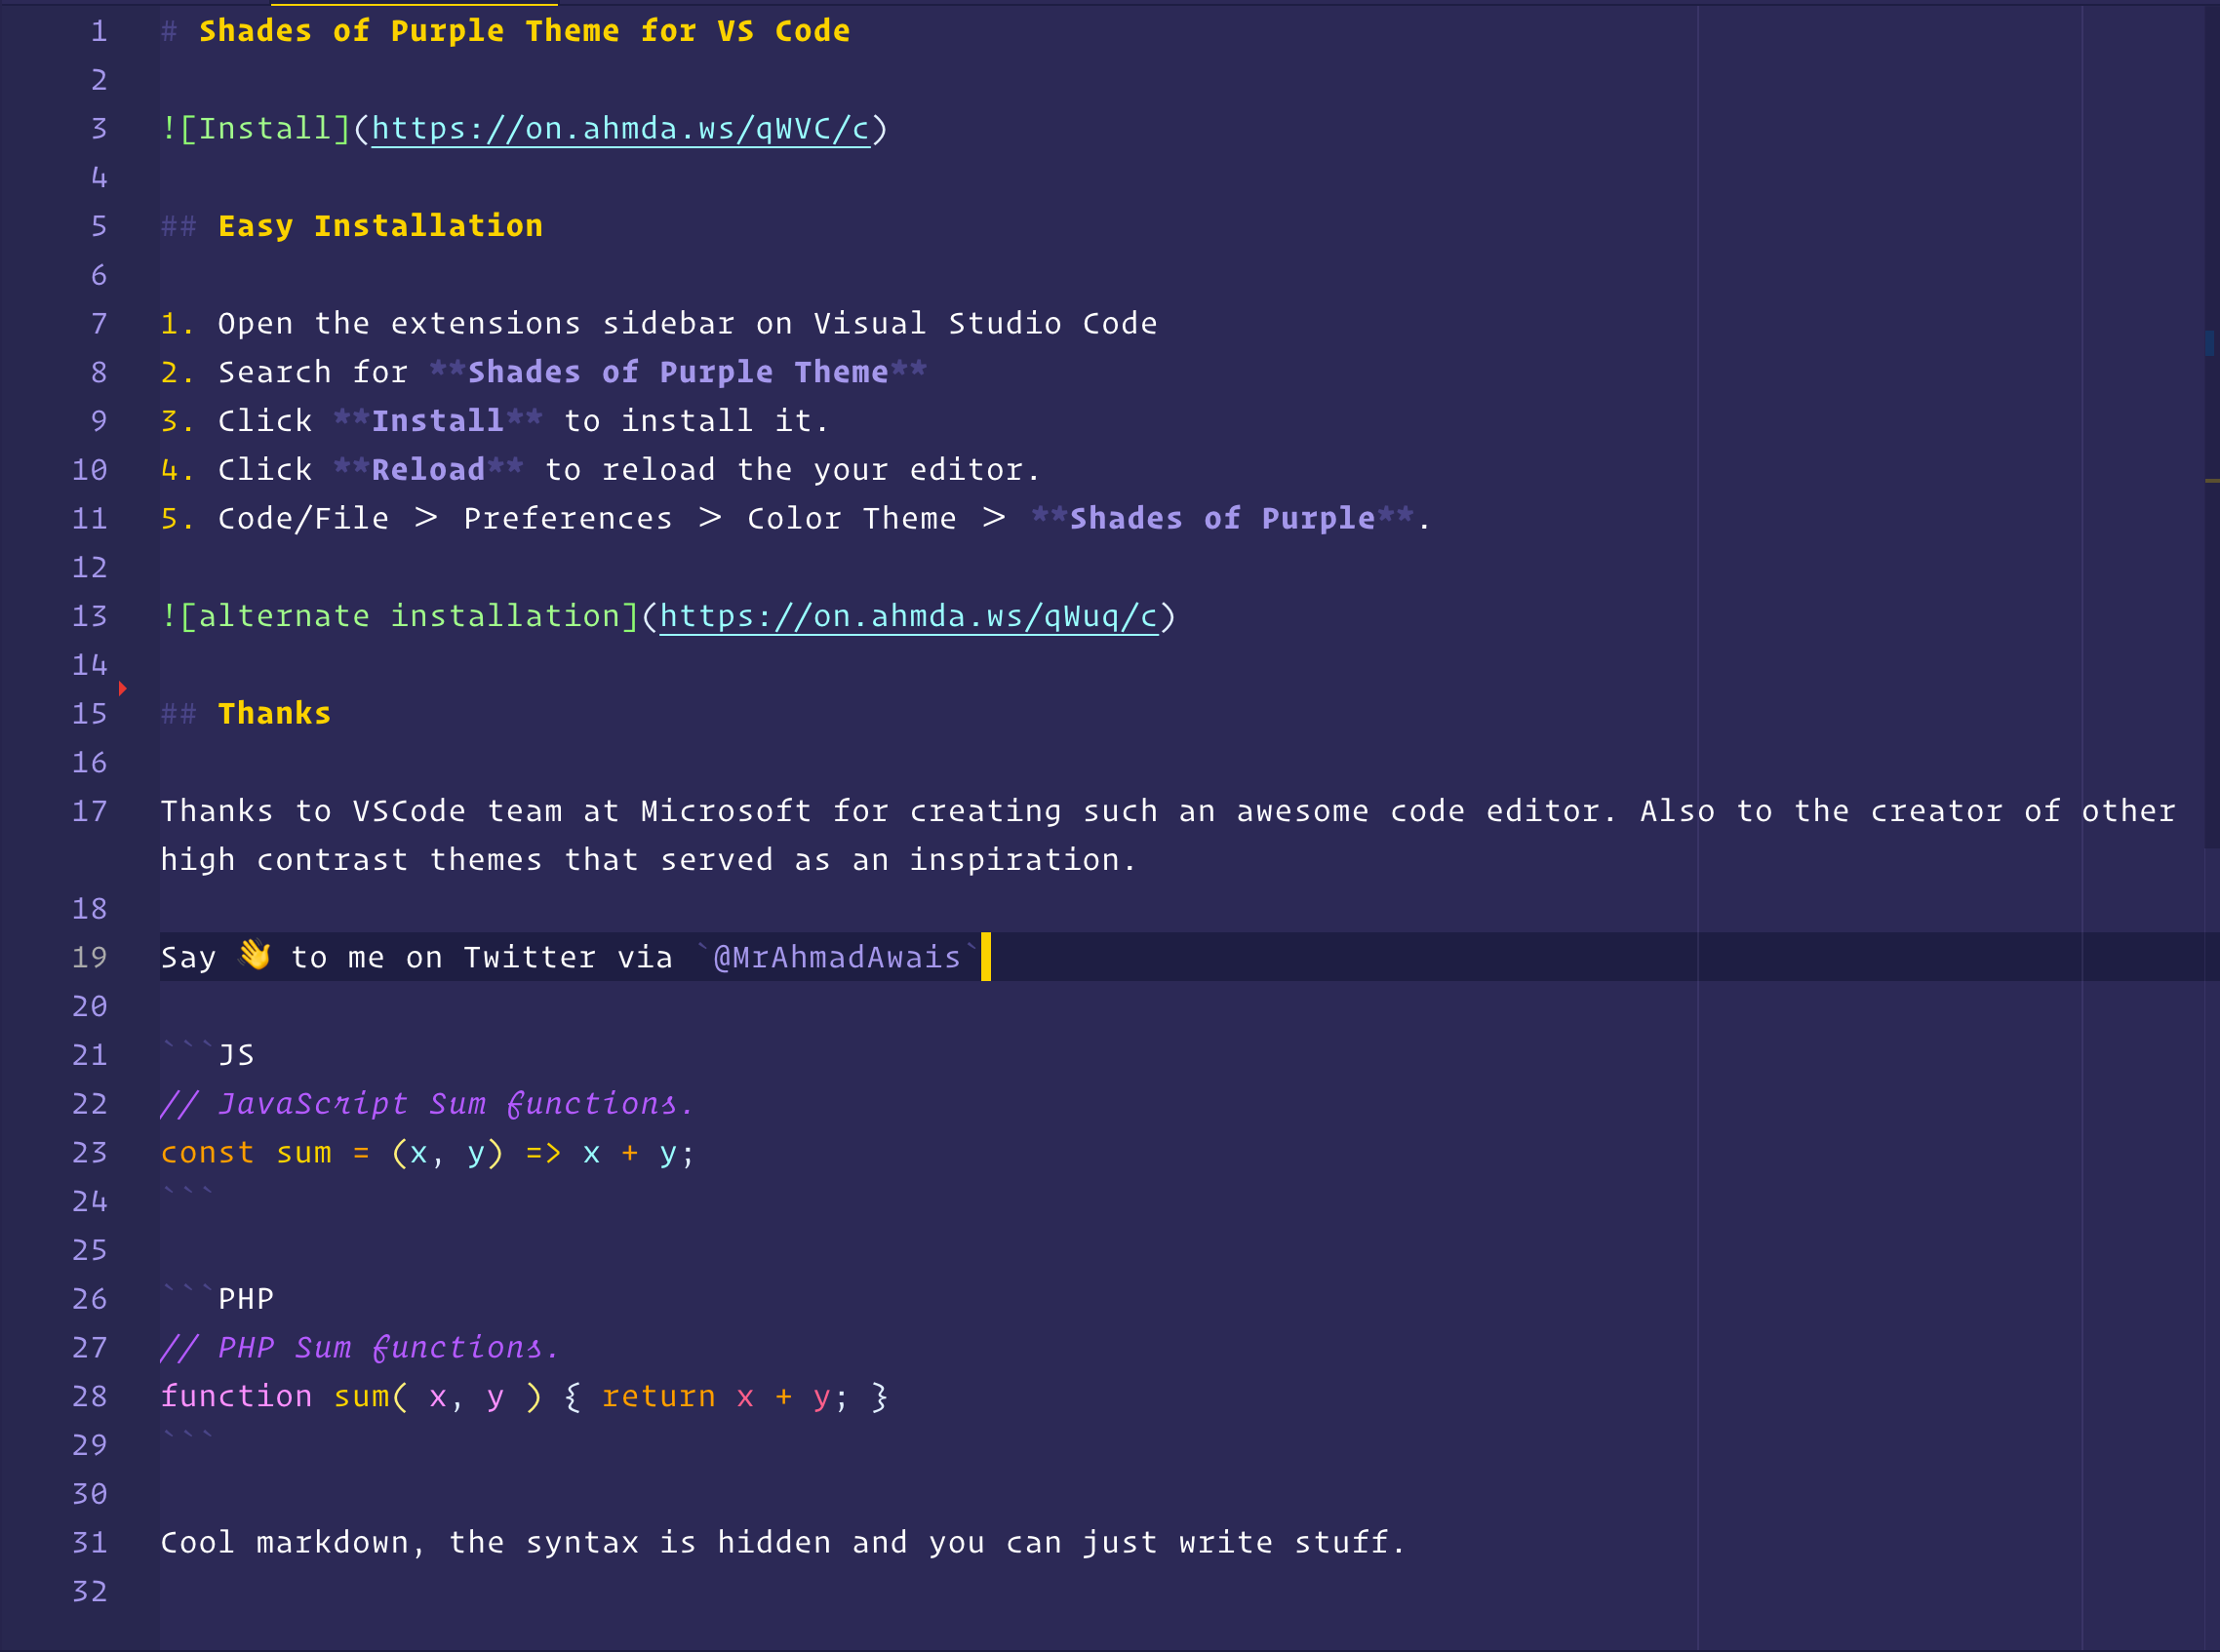 1 # Shades of Purple Theme for VS Code
2
3 ![Install](https://on.ahmda.ws/qWVC/c)
4
5 ## Easy Installation
6
7 1. Open the extensions sidebar on Visual Studio Code
8 2. Search for **Shades of Purple Theme**
9 3. Click **Install** to install it.
10 4. Click **Reload** to reload the your editor.
11 5. Code/File > Preferences > Color Theme > **Shades of Purple**.
12
13 ![alternate installation](https://on.ahmda.ws/qWuq/c)
14
15 ## Thanks
16
17 Thanks to VSCode team at Microsoft for creating such an awesome code editor. Also to the creator of other
high contrast themes that served as an inspiration.
18
19 Say 👋 to me on Twitter via `@MrAhmadAwais`
20
21 ```JS
22 // JavaScript Sum functions.
23 const sum = (x, y) => x + y;
24 ```
25
26 ```PHP
27 // PHP Sum functions.
28 function sum( x, y ) { return x + y; }
29 ```
30
31 Cool markdown, the syntax is hidden and you can just write stuff.
32